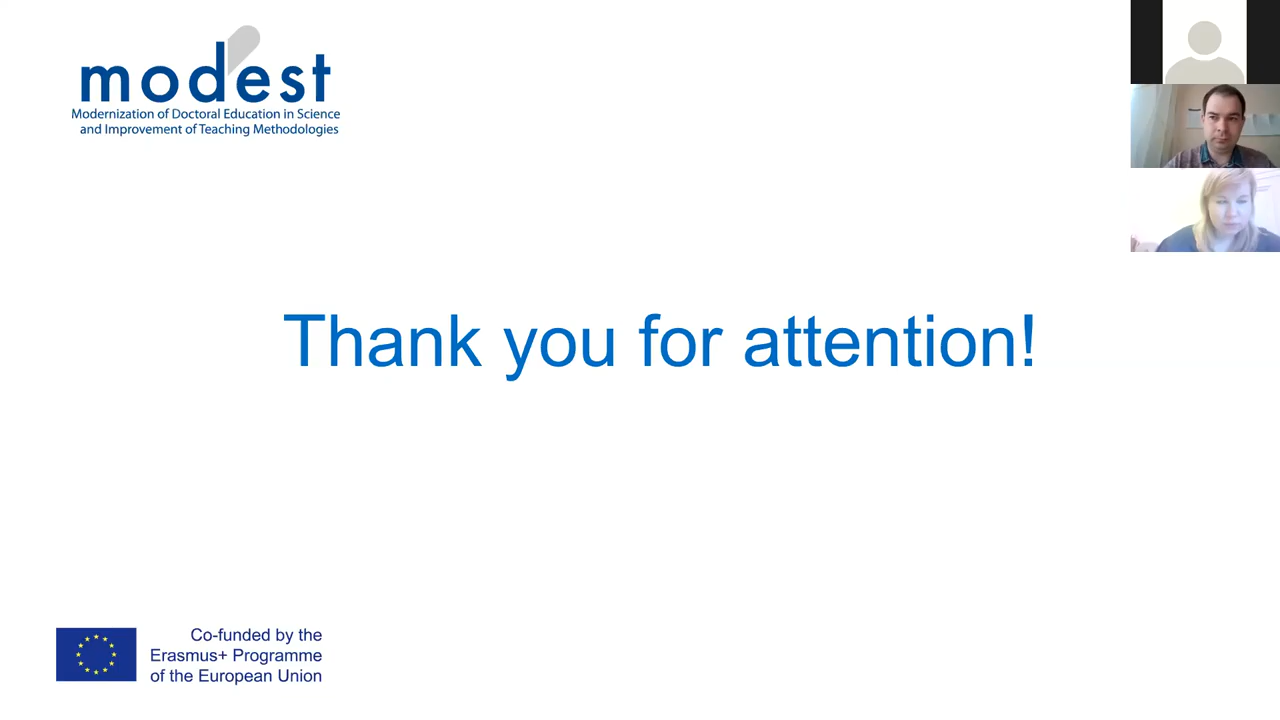 modest
Modernization of Doctoral Education in Science
and Improvement of Teaching Methodologies
Thank you for attention!
Co-funded by the
Erasmus+ Programme
of the European Union